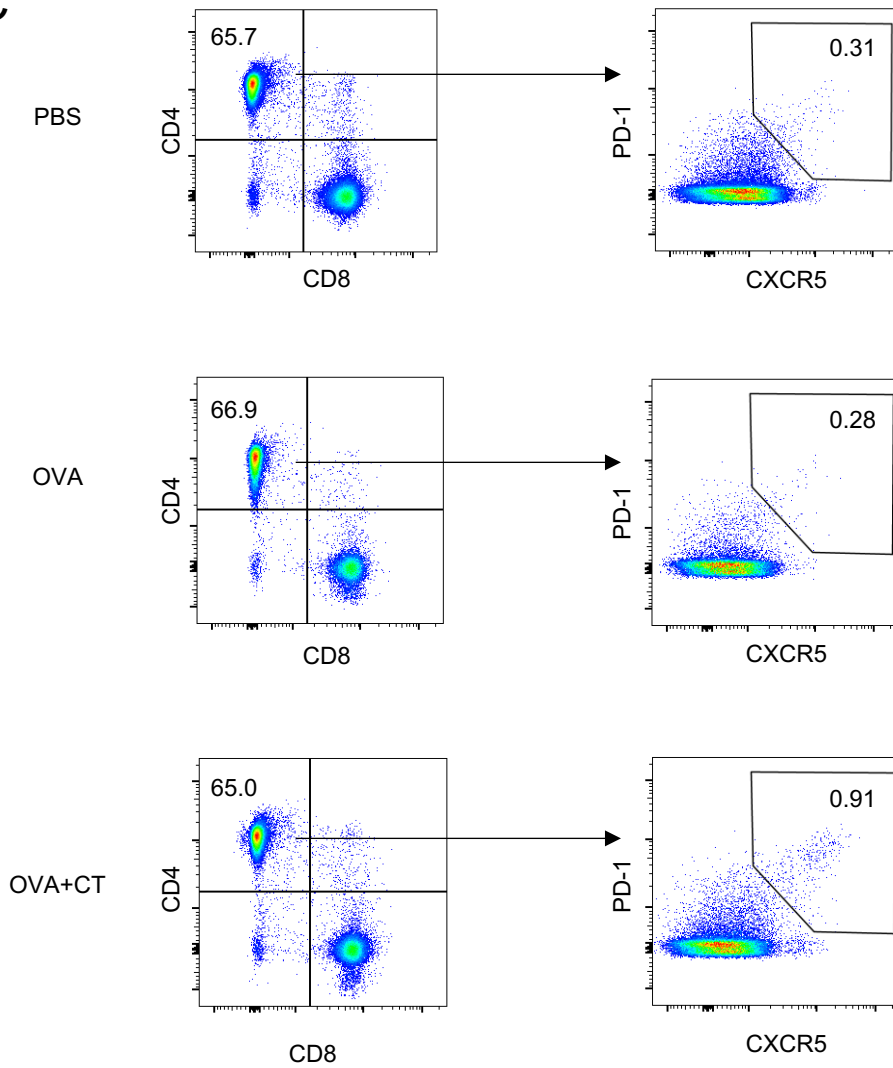 65.7
0.31
PBS
CD4
PD-1
CD8
CXCR5
66.9
0.28
OVA
CD4
PD-1
CD8
CXCR5
65.0
0.91
OVA+CT
CD4
PD-1
CD8
CXCR5